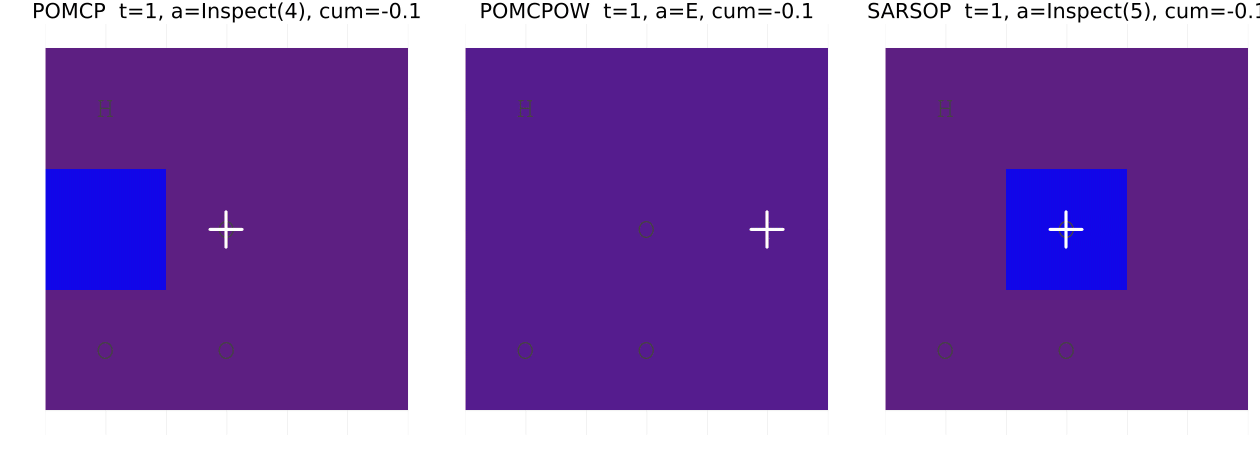 POMCP  t=1, a=Inspect(4), cum=-0.1
POMCPOW  t=1, a=E, cum=-0.1
SARSOP  t=1, a=Inspect(5), cum=-0.1
H
H
H
O
O
O
O
O
O
O
O